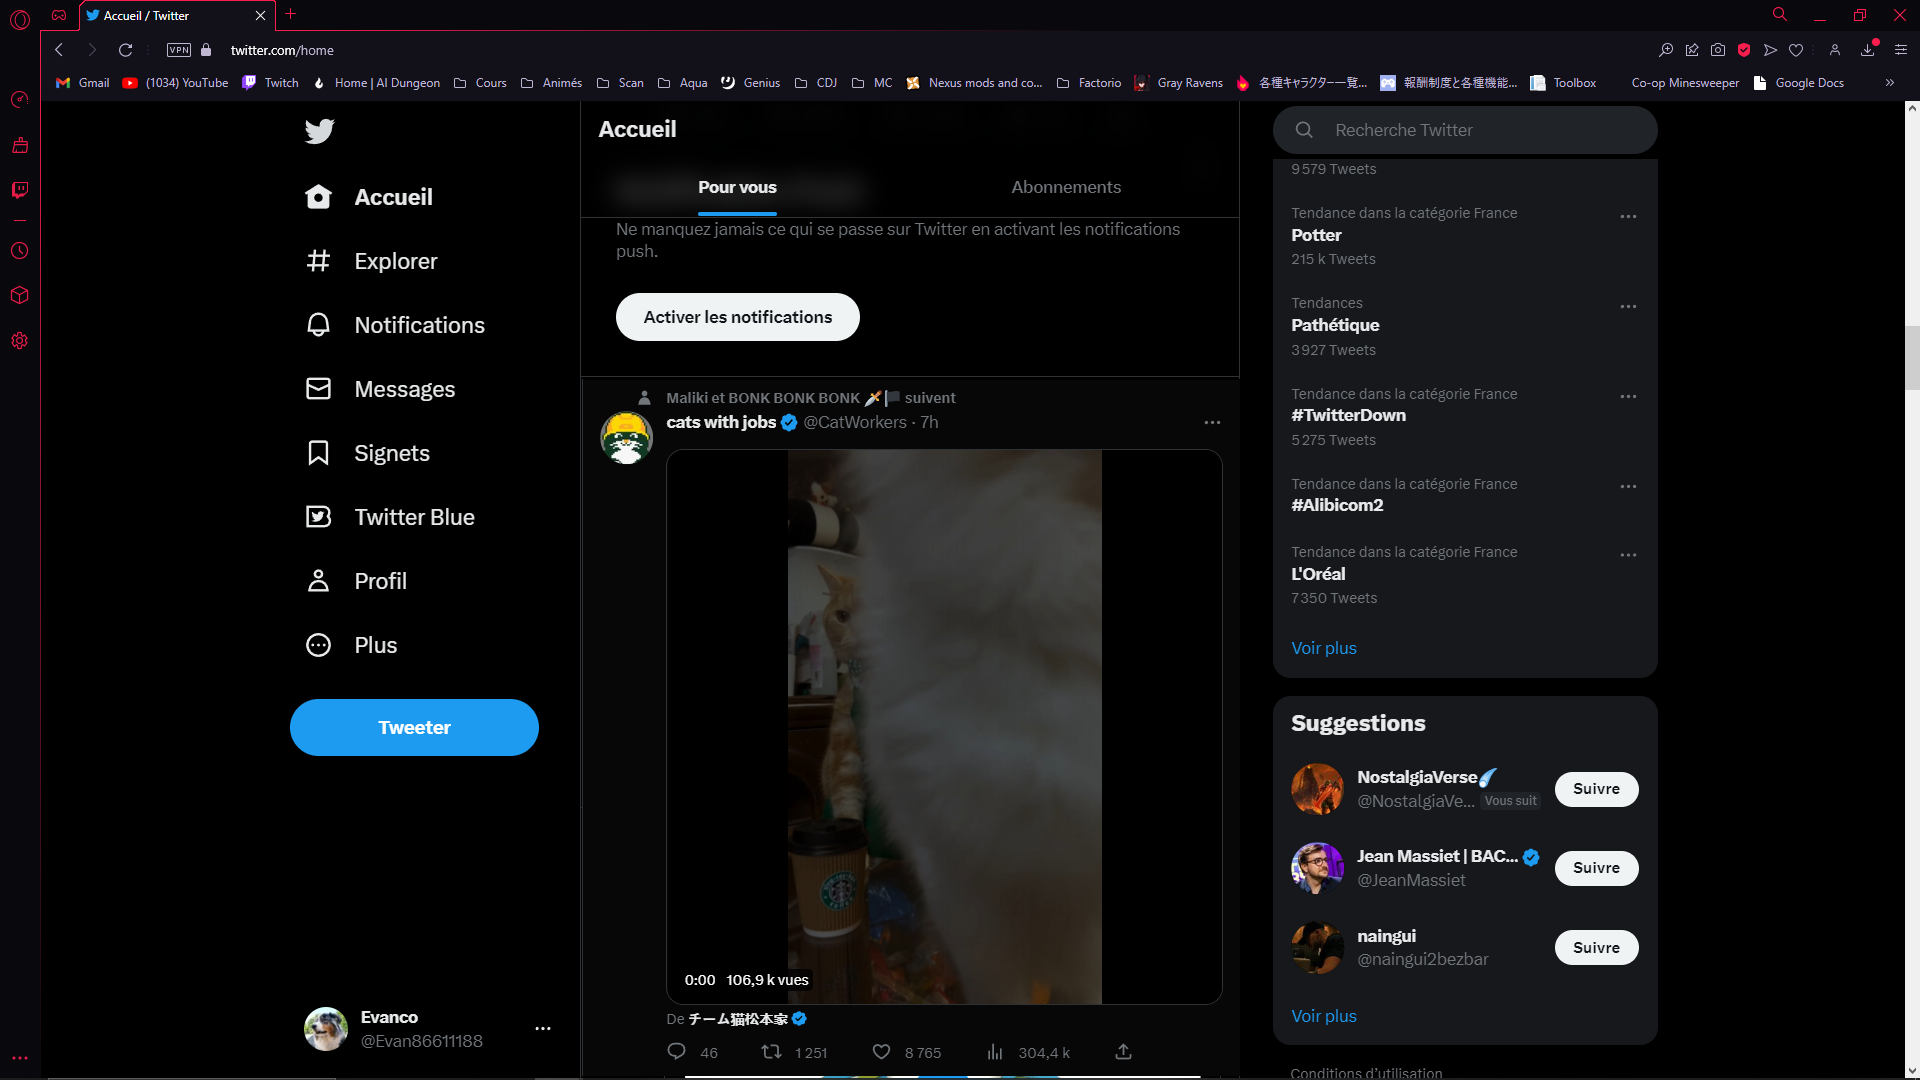 Accueil / Twitter
VPN
twitter.com/home
Gmail
(1034) YouTube
Twitch
Home | AI Dungeon
Cours
Animés
Scan
Aqua
Genius
CDJ
MC
Nexus mods and co...
Factorio
Gray Ravens
各種キャラクター一覧...
報酬制度と各種機能...
Toolbox
Co-op Minesweeper
Google Docs
Accueil
Explorer
Notifications
Messages
Signets
Twitter Blue
Profil
Plus
Tweeter
Evanco
@Evan86611188
Accueil
Pour vous
Abonnements
Ne manquez jamais ce qui se passe sur Twitter en activant les notifications
push.
Activer les notifications
Maliki et BONK BONK BONK 🗡️🏴 suivent
cats with jobs @CatWorkers · 7h
0:00 106,9 k vues
De チーム猫松本家
46
1 251
8 765
304,4 k
Recherche Twitter
9 579 Tweets
Tendance dans la catégorie France
Potter
215 k Tweets
Tendances
Pathétique
3 927 Tweets
Tendance dans la catégorie France
#TwitterDown
5 275 Tweets
Tendance dans la catégorie France
#Alibicom2
Tendance dans la catégorie France
L'Oréal
7 350 Tweets
Voir plus
Suggestions
NostalgiaVerse
@NostalgiaVe... Vous suit
Suivre
Jean Massiet | BAC...
@JeanMassiet
Suivre
naingui
@naingui2bezbar
Suivre
Voir plus
Conditions d'utilisation